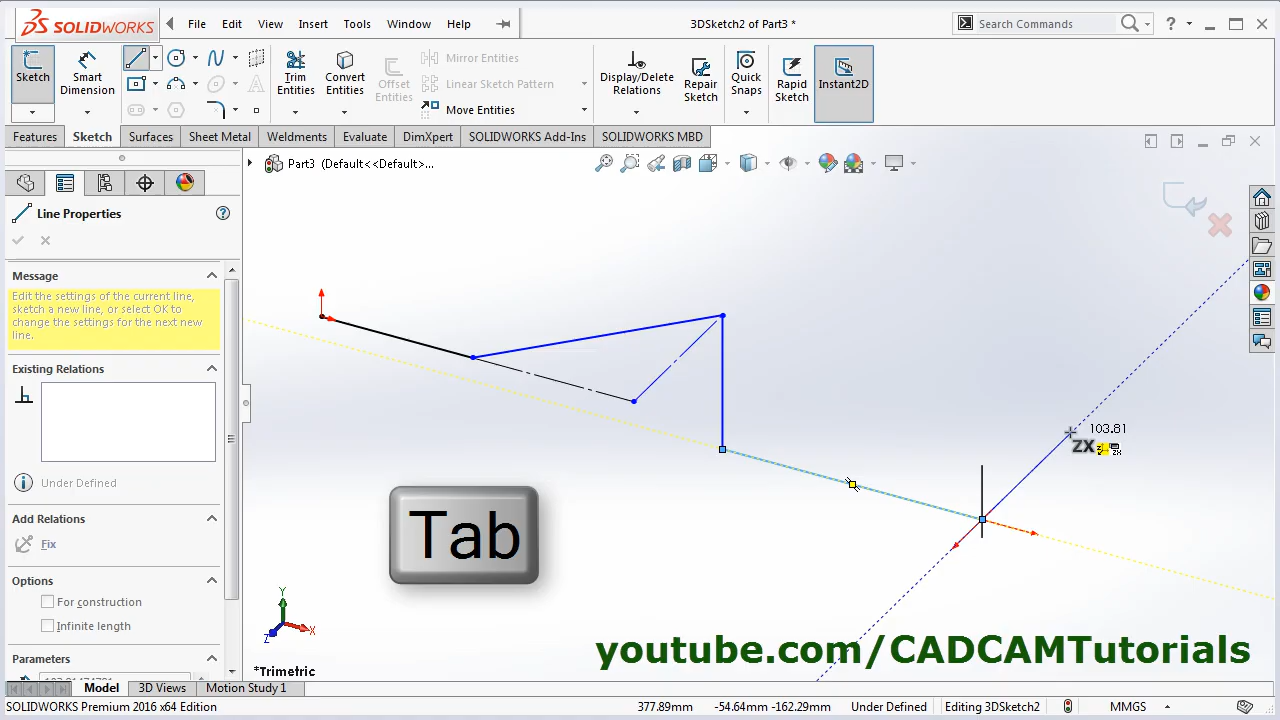 SOLIDWORKS
File Edit View Insert Tools Window Help
3DSketch2 of Part3 *
Search Commands
?
Sketch
Smart Dimension
Trim Entities
Convert Entities
Offset Entities
Mirror Entities
Linear Sketch Pattern
Move Entities
Display/Delete Relations
Repair Sketch
Quick Snaps
Rapid Sketch
Instant2D
Features Sketch Surfaces Sheet Metal Weldments Evaluate DimXpert SOLIDWORKS Add-Ins SOLIDWORKS MBD
Part3 (Default<<Default>...
Line Properties
?
Message
Edit the settings of the current line,
sketch a new line, or select OK to
change the settings for the next new
line.
Existing Relations
Under Defined
Add Relations
Fix
Options
For construction
Infinite length
Parameters
103.81
ZX
Tab
Y
X
Z
*Trimetric
youtube.com/CADCAMTutorials
Model 3D Views Motion Study 1
SOLIDWORKS Premium 2016 x64 Edition
377.89mm -54.64mm -162.29mm Under Defined Editing 3DSketch2 MMGS